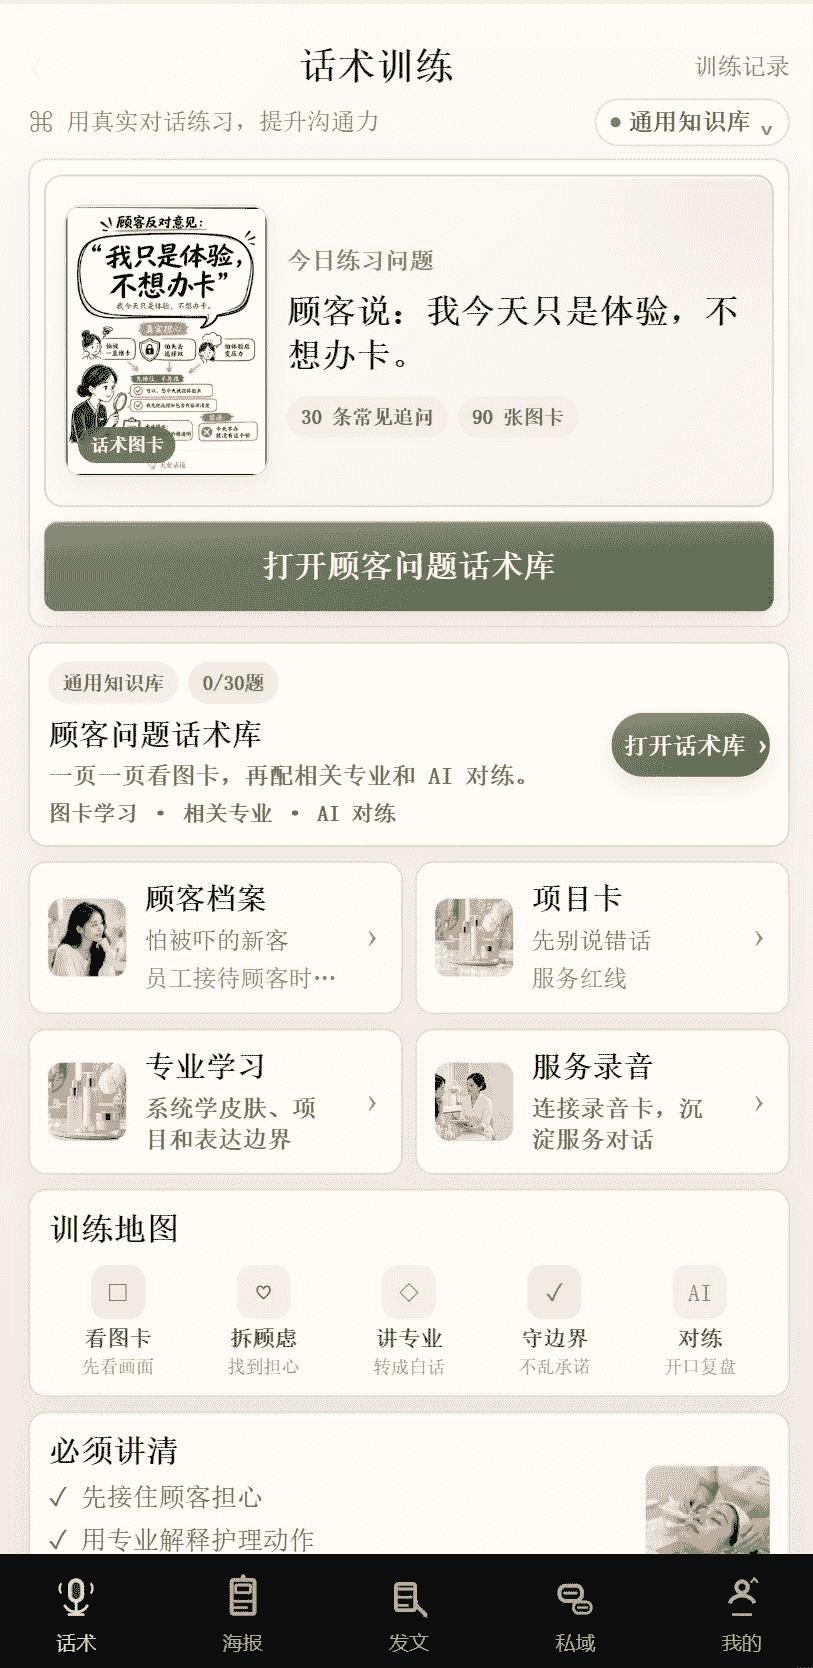 话术训练
训练记录
用真实对话练习，提升沟通力
通用知识库
顾客反对意见：
“我只是体验，
不想办卡”
我今天只是体验，不想办卡。
话术图卡
今日练习问题
顾客说：我今天只是体验，不
想办卡。
30 条常见追问
90 张图卡
打开顾客问题话术库
通用知识库
0/30题
顾客问题话术库
一页一页看图卡，再配相关专业和 AI 对练。
图卡学习 • 相关专业 • AI 对练
打开话术库 ›
顾客档案
怕被吓的新客
员工接待顾客时…
项目卡
先别说错话
服务红线
专业学习
系统学皮肤、项
目和表达边界
服务录音
连接录音卡，沉
淀服务对话
训练地图
看图卡
先看画面
拆顾虑
找到担心
讲专业
转成白话
守边界
不乱承诺
AI
对练
开口复盘
必须讲清
✓ 先接住顾客担心
✓ 用专业解释护理动作
话术
海报
发文
私域
我的